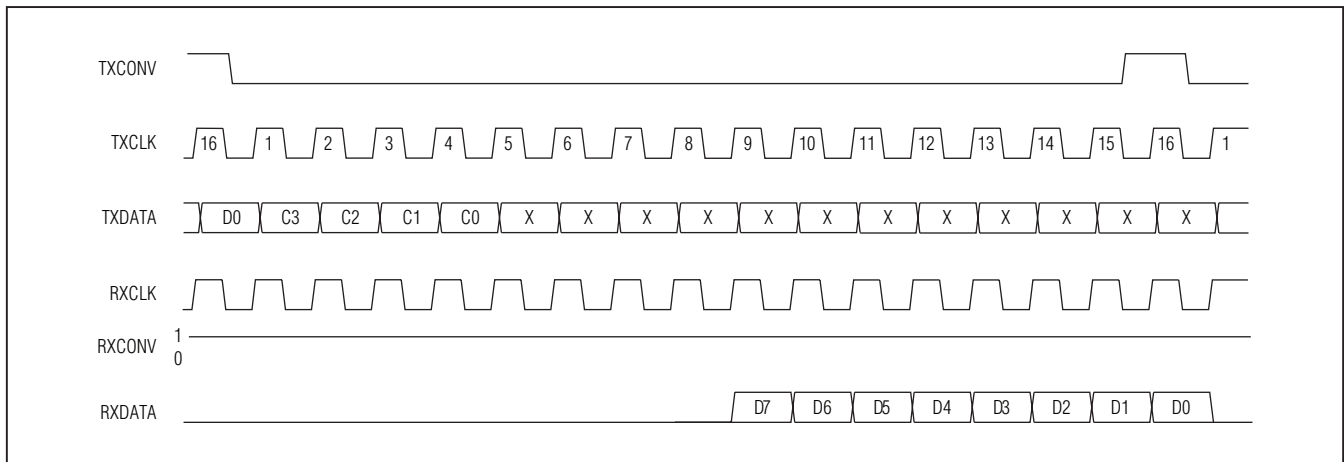 TXCONV
TXCLK 16 1 2 3 4 5 6 7 8 9 10 11 12 13 14 15 16 1
TXDATA D0 C3 C2 C1 C0 X X X X X X X X X X X X
RXCLK
RXCONV 1
0
RXDATA D7 D6 D5 D4 D3 D2 D1 D0